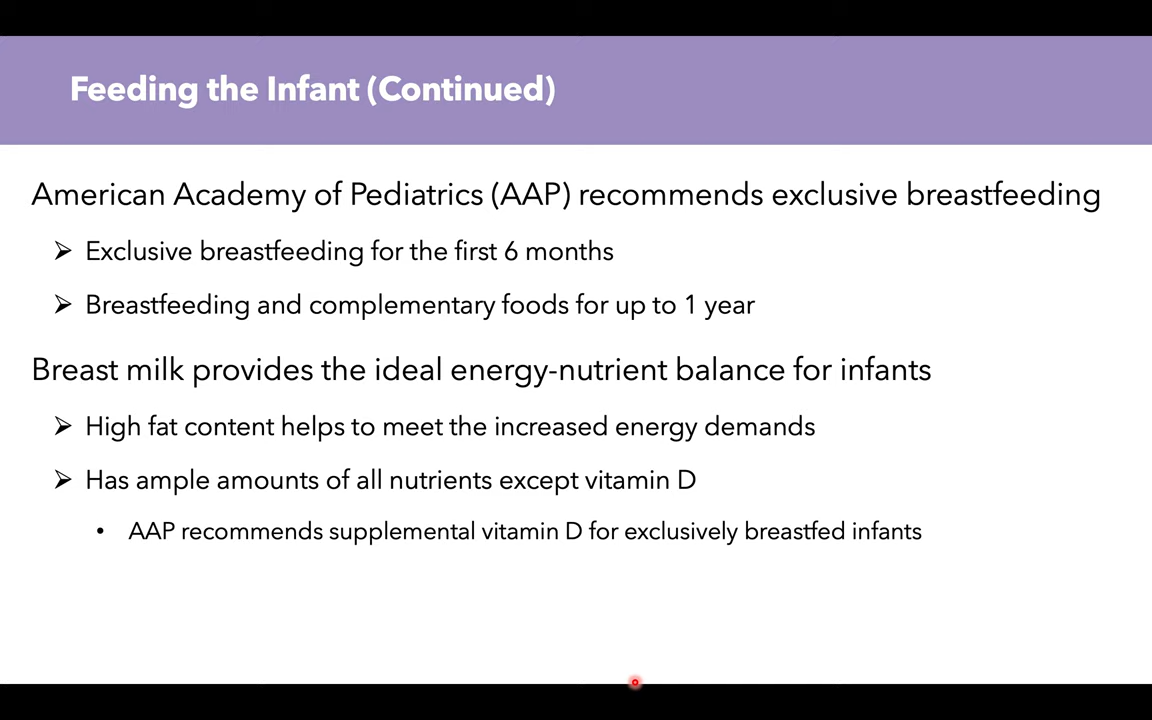 Feeding the Infant (Continued)
American Academy of Pediatrics (AAP) recommends exclusive breastfeeding
➢ Exclusive breastfeeding for the first 6 months
➢ Breastfeeding and complementary foods for up to 1 year
Breast milk provides the ideal energy-nutrient balance for infants
➢ High fat content helps to meet the increased energy demands
➢ Has ample amounts of all nutrients except vitamin D
• AAP recommends supplemental vitamin D for exclusively breastfed infants